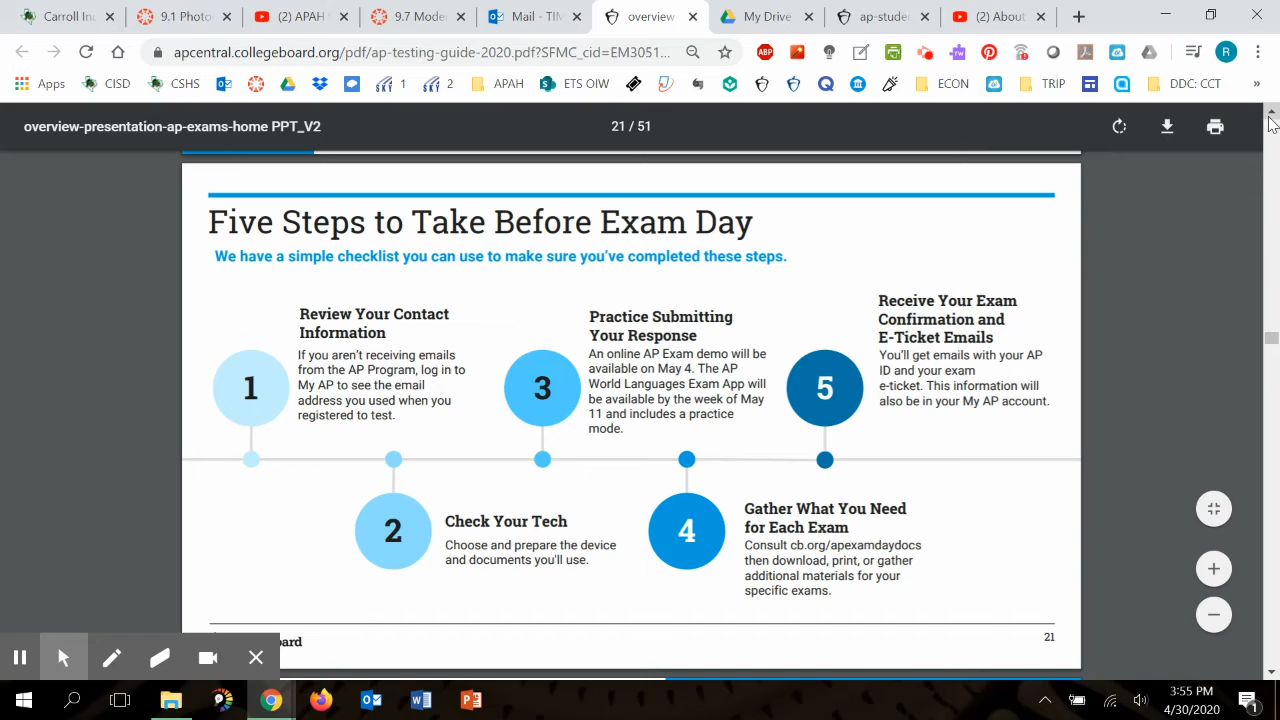 Carroll Inc
9.1 Photo
(2) APAH
9.7 Mode
Mail - TIM
overview-
My Drive
ap-stude
(2) About
apcentral.collegeboard.org/pdf/ap-testing-guide-2020.pdf?SFMC_cid=EM3051...
ABP
rw
R
Apps
CISD
CSHS
1
2
APAH
ETS OIW
ECON
TRIP
DDC: CCT
»
overview-presentation-ap-exams-home PPT_V2
21 / 51
Five Steps to Take Before Exam Day
We have a simple checklist you can use to make sure you've completed these steps.
1
Review Your Contact
Information
If you aren't receiving emails
from the AP Program, log in to
My AP to see the email
address you used when you
registered to test.
2
Check Your Tech
Choose and prepare the device
and documents you'll use.
3
Practice Submitting
Your Response
An online AP Exam demo will be
available on May 4. The AP
World Languages Exam App will
be available by the week of May
11 and includes a practice
mode.
4
Gather What You Need
for Each Exam
Consult cb.org/apexamdaydocs
then download, print, or gather
additional materials for your
specific exams.
5
Receive Your Exam
Confirmation and
E-Ticket Emails
You'll get emails with your AP
ID and your exam
e-ticket. This information will
also be in your My AP account.
oard
21
3:55 PM
4/30/2020
1